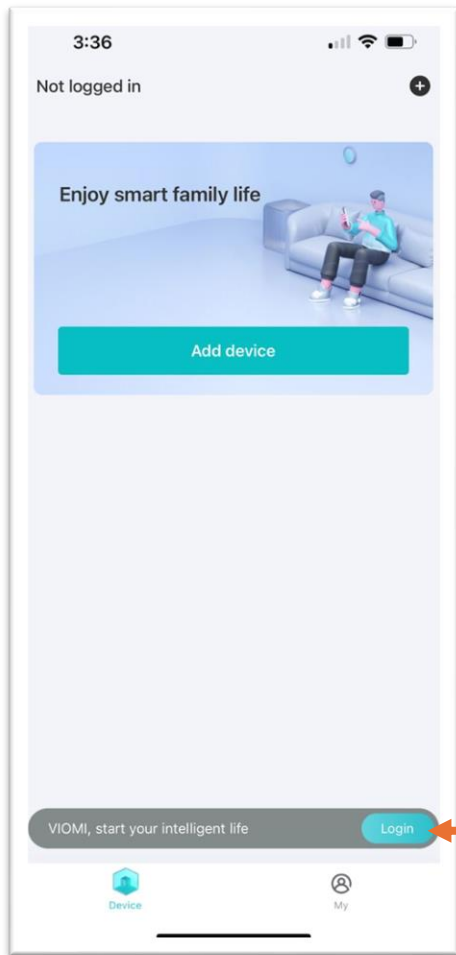 3:36
Not logged in
Enjoy smart family life
Add device
VIOMI, start your intelligent life
Login
Device
My